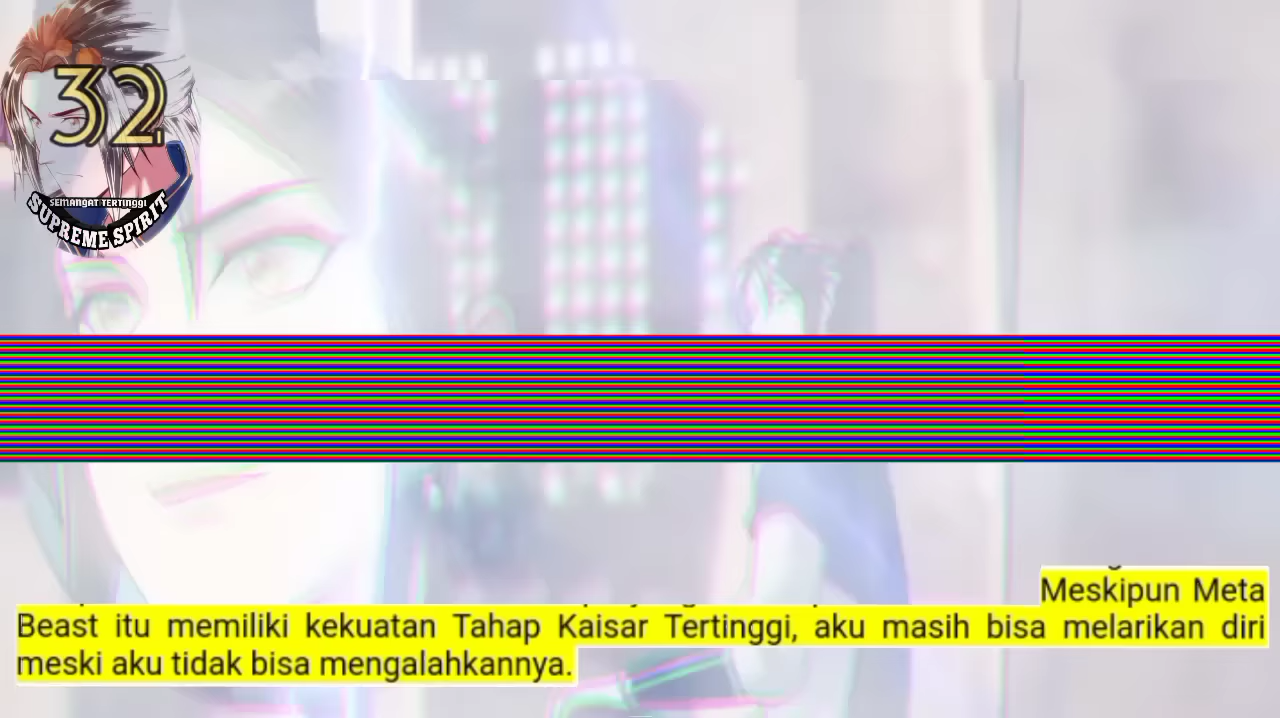 32
SEMANGAT TERTINGGI
SUPREME SPIRIT
Meskipun Meta
Beast itu memiliki kekuatan Tahap Kaisar Tertinggi, aku masih bisa melarikan diri
meski aku tidak bisa mengalahkannya.